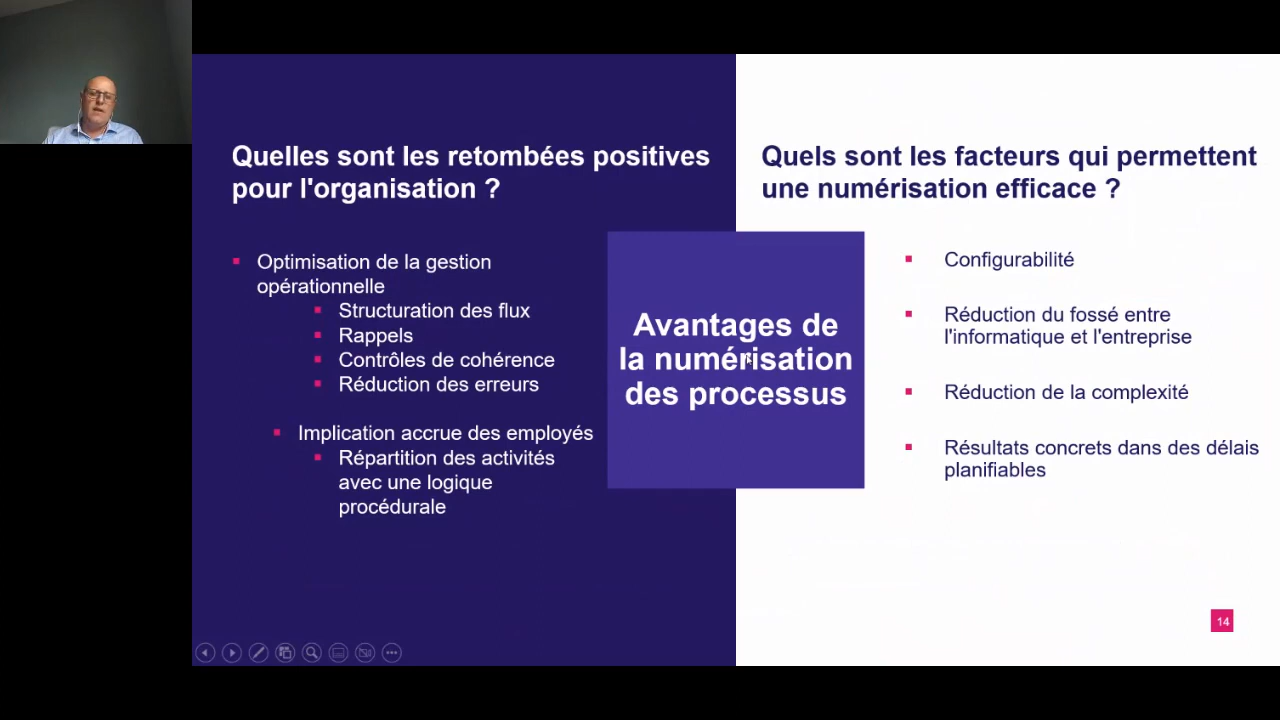 Quelles sont les retombées positives
pour l'organisation ?
Optimisation de la gestion
opérationnelle
Structuration des flux
Rappels
Contrôles de cohérence
Réduction des erreurs
Implication accrue des employés
Répartition des activités
avec une logique
procédurale
Avantages de
la numérisation
des processus
Quels sont les facteurs qui permettent
une numérisation efficace ?
Configurabilité
Réduction du fossé entre
l'informatique et l'entreprise
Réduction de la complexité
Résultats concrets dans des délais
planifiables
14